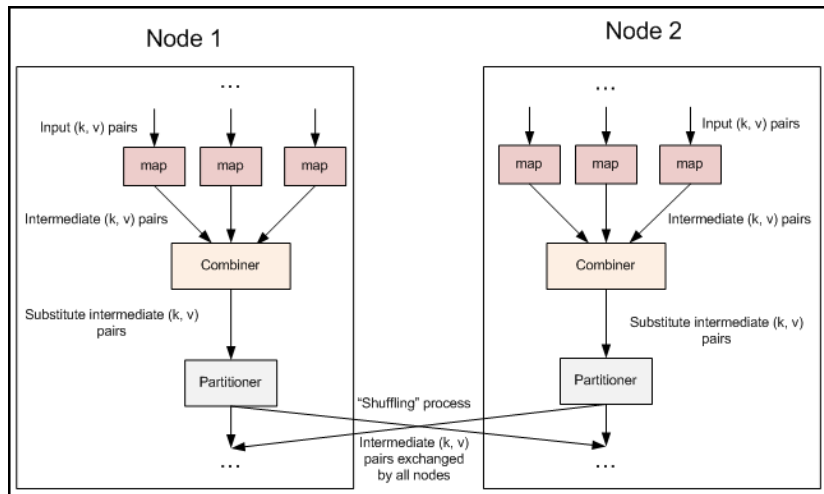 Node 1
Node 2
...
...
Input (k, v) pairs
Input (k, v) pairs
map
map
map
map
map
map
Intermediate (k, v) pairs
Intermediate (k, v) pairs
Combiner
Combiner
Substitute intermediate (k, v)
pairs
Substitute intermediate (k, v)
pairs
Partitioner
Partitioner
“Shuffling” process
Intermediate (k, v)
pairs exchanged
by all nodes
...
...